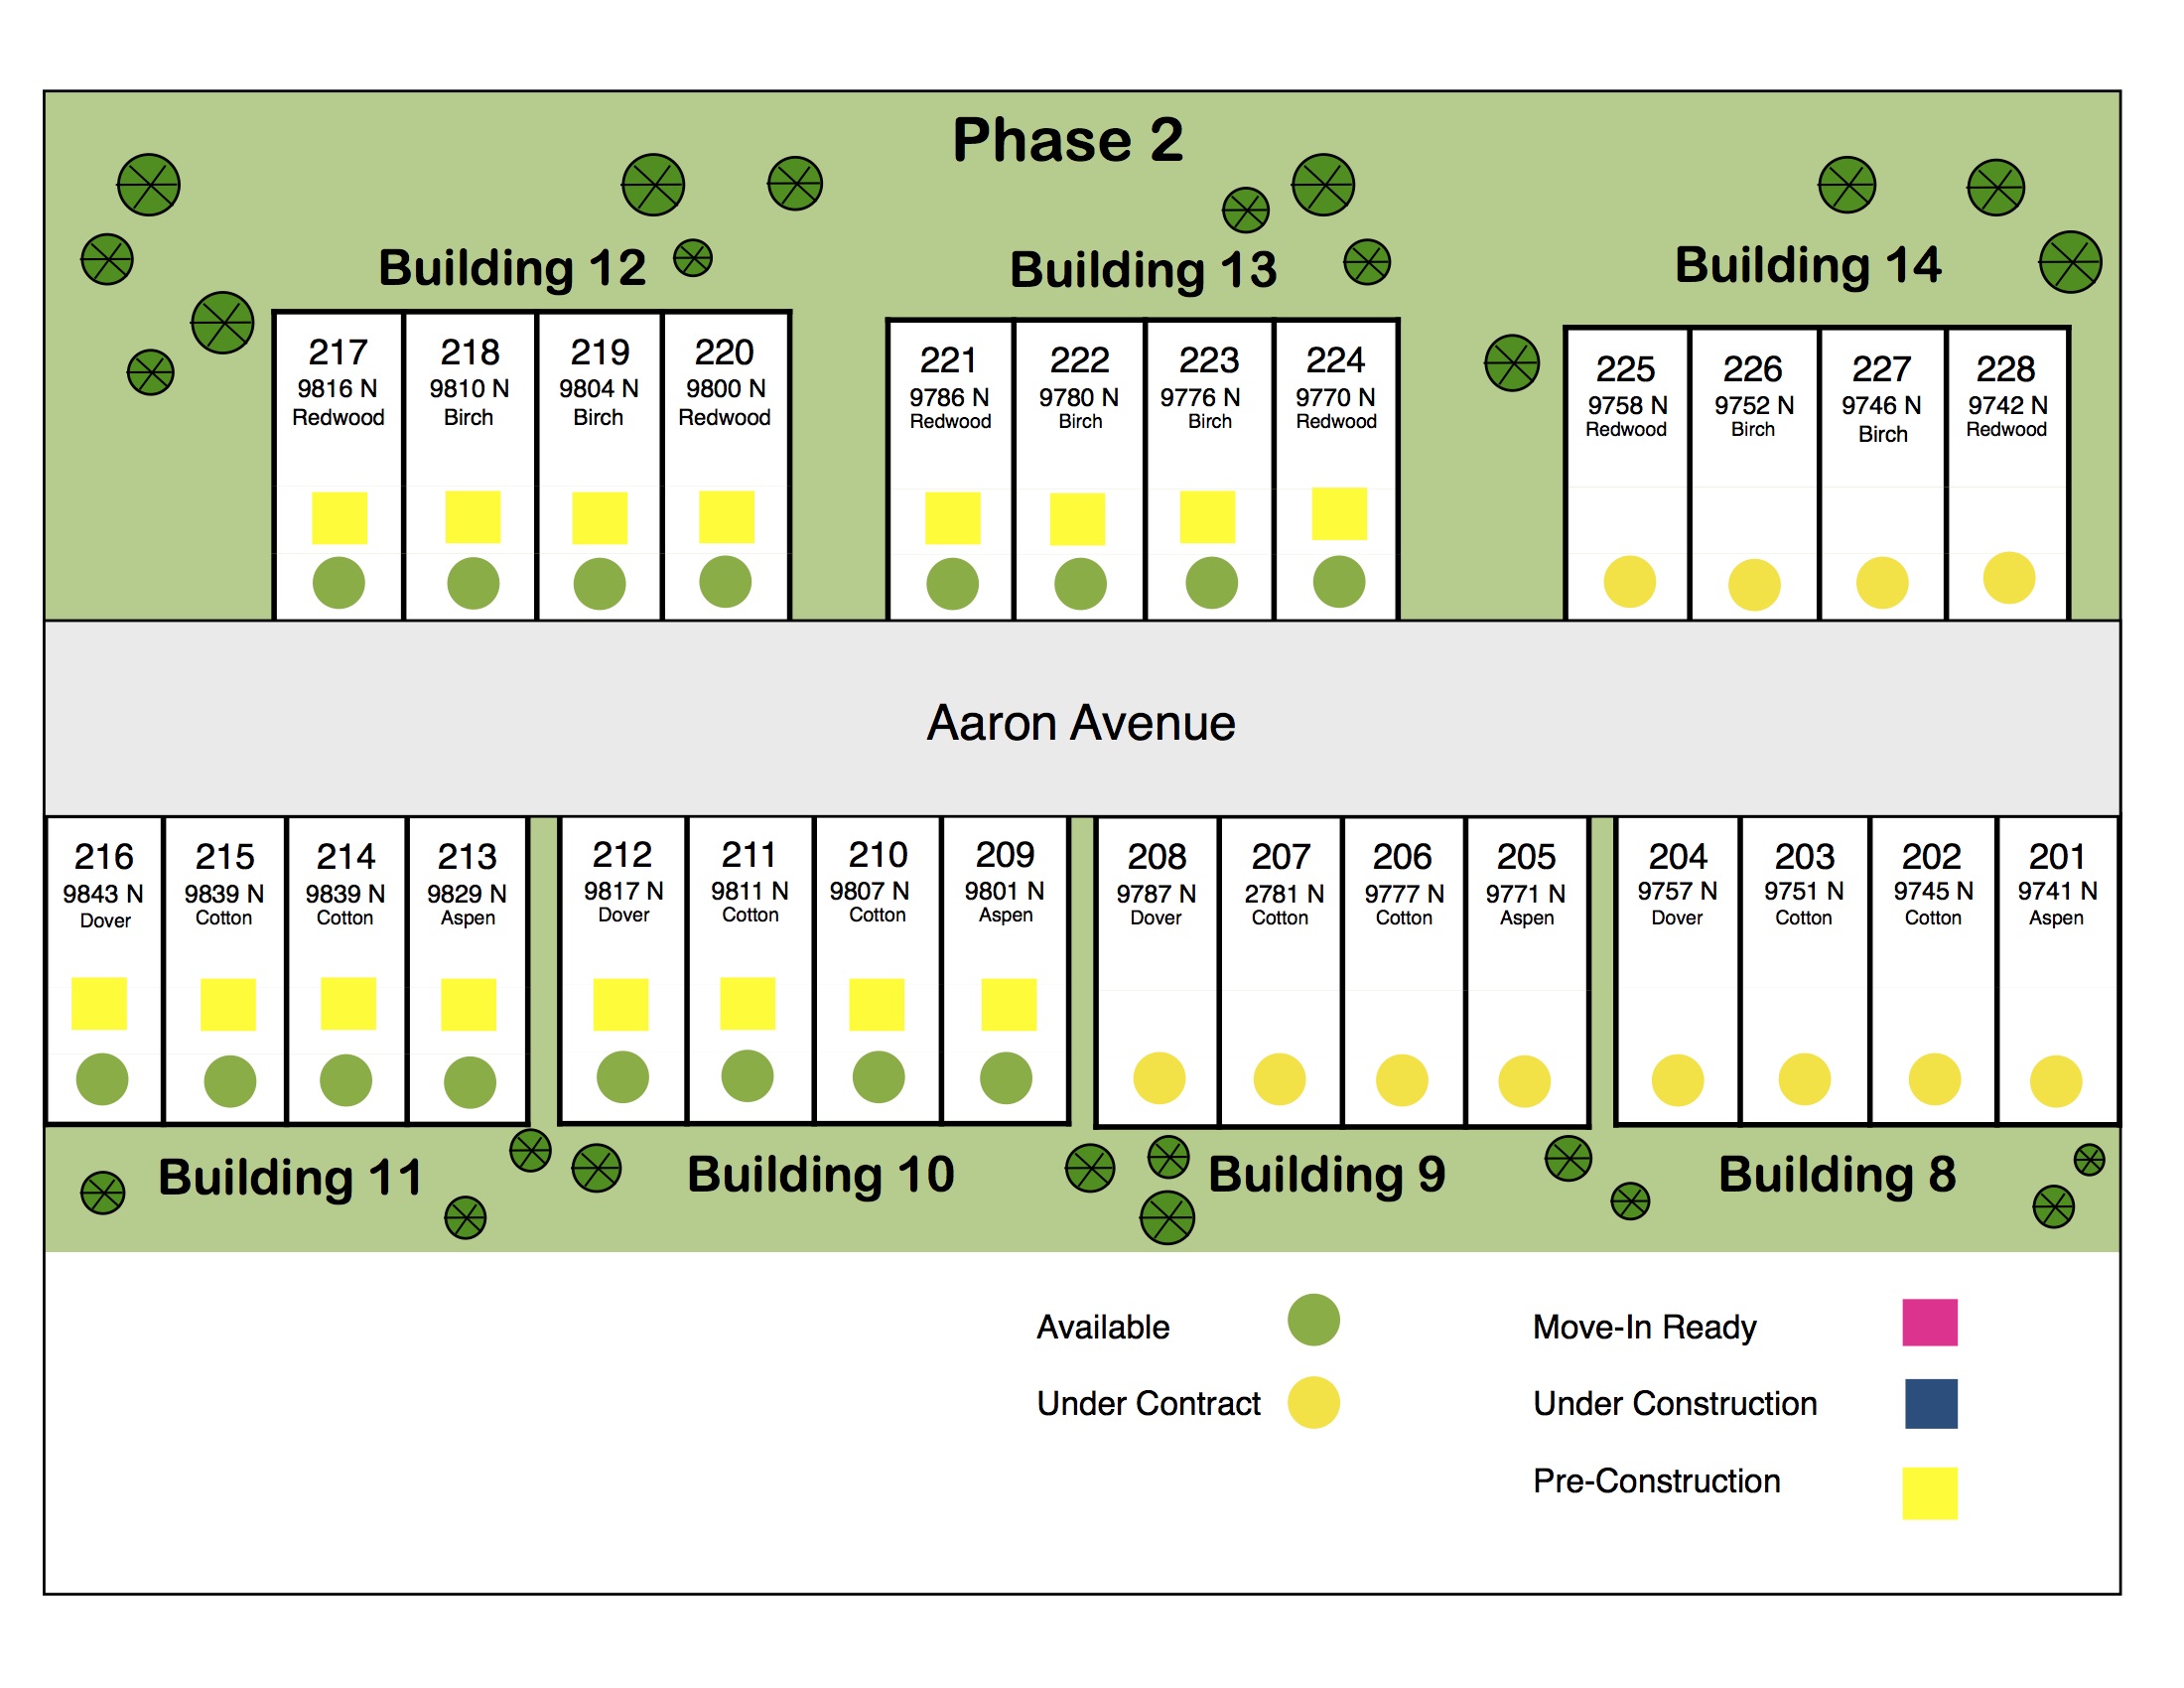 Phase 2
Building 12
217
9816 N
Redwood
218
9810 N
Birch
219
9804 N
Birch
220
9800 N
Redwood
Building 13
221
9786 N
Redwood
222
9780 N
Birch
223
9776 N
Birch
224
9770 N
Redwood
Building 14
225
9758 N
Redwood
226
9752 N
Birch
227
9746 N
Birch
228
9742 N
Redwood
Aaron Avenue
216
9843 N
Dover
215
9839 N
Cotton
214
9839 N
Cotton
213
9829 N
Aspen
Building 11
212
9817 N
Dover
211
9811 N
Cotton
210
9807 N
Cotton
209
9801 N
Aspen
Building 10
208
9787 N
Dover
207
2781 N
Cotton
206
9777 N
Cotton
205
9771 N
Aspen
Building 9
204
9757 N
Dover
203
9751 N
Cotton
202
9745 N
Cotton
201
9741 N
Aspen
Building 8
Available
Under Contract
Move-In Ready
Under Construction
Pre-Construction